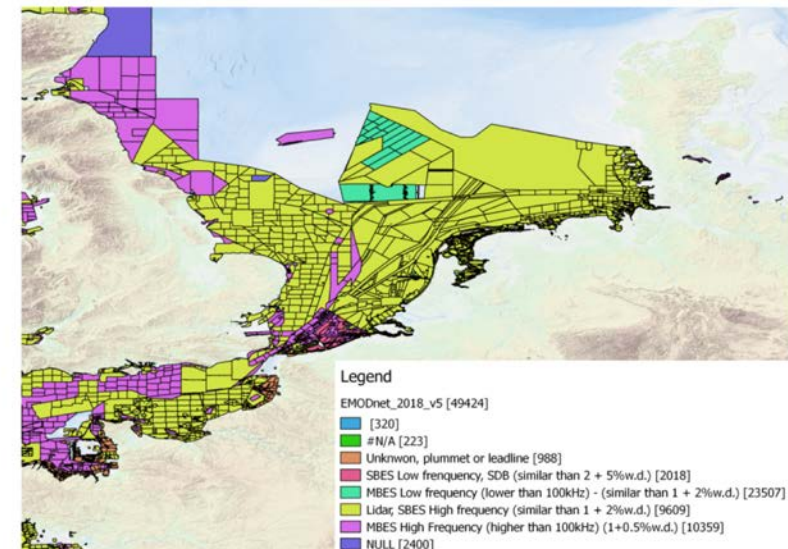 Legend
EMODnet_2018_v5 [49424]
[320]
#N/A [223]
Unknwon, plummet or leadline [988]
SBES Low frenquency, SDB (similar than 2 + 5%w.d.) [2018]
MBES Low frequency (lower than 100kHz) - (similar than 1 + 2%w.d.) [23507]
Lidar, SBES High frequency (similar than 1 + 2%w.d.) [9609]
MBES High Frequency (higher than 100kHz) (1+0.5%w.d.) [10359]
NULL [2400]